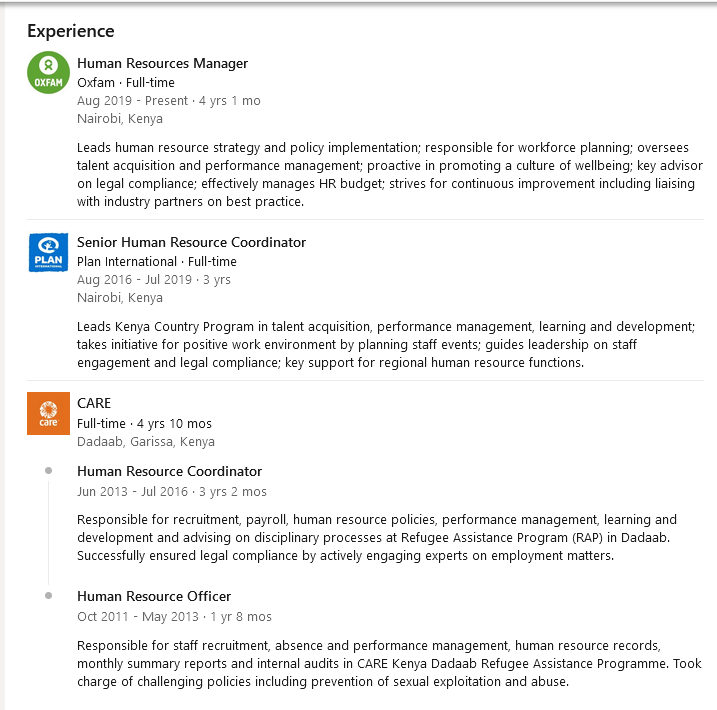 Experience
OXFAM
Human Resources Manager
Oxfam · Full-time
Aug 2019 - Present · 4 yrs 1 mo
Nairobi, Kenya
Leads human resource strategy and policy implementation; responsible for workforce planning; oversees
talent acquisition and performance management; proactive in promoting a culture of wellbeing; key advisor
on legal compliance; effectively manages HR budget; strives for continuous improvement including liaising
with industry partners on best practice.
PLAN
INTERNATIONAL
Senior Human Resource Coordinator
Plan International · Full-time
Aug 2016 - Jul 2019 · 3 yrs
Nairobi, Kenya
Leads Kenya Country Program in talent acquisition, performance management, learning and development;
takes initiative for positive work environment by planning staff events; guides leadership on staff
engagement and legal compliance; key support for regional human resource functions.
care
CARE
Full-time · 4 yrs 10 mos
Dadaab, Garissa, Kenya
Human Resource Coordinator
Jun 2013 - Jul 2016 · 3 yrs 2 mos
Responsible for recruitment, payroll, human resource policies, performance management, learning and
development and advising on disciplinary processes at Refugee Assistance Program (RAP) in Dadaab.
Successfully ensured legal compliance by actively engaging experts on employment matters.
Human Resource Officer
Oct 2011 - May 2013 · 1 yr 8 mos
Responsible for staff recruitment, absence and performance management, human resource records,
monthly summary reports and internal audits in CARE Kenya Dadaab Refugee Assistance Programme. Took
charge of challenging policies including prevention of sexual exploitation and abuse.